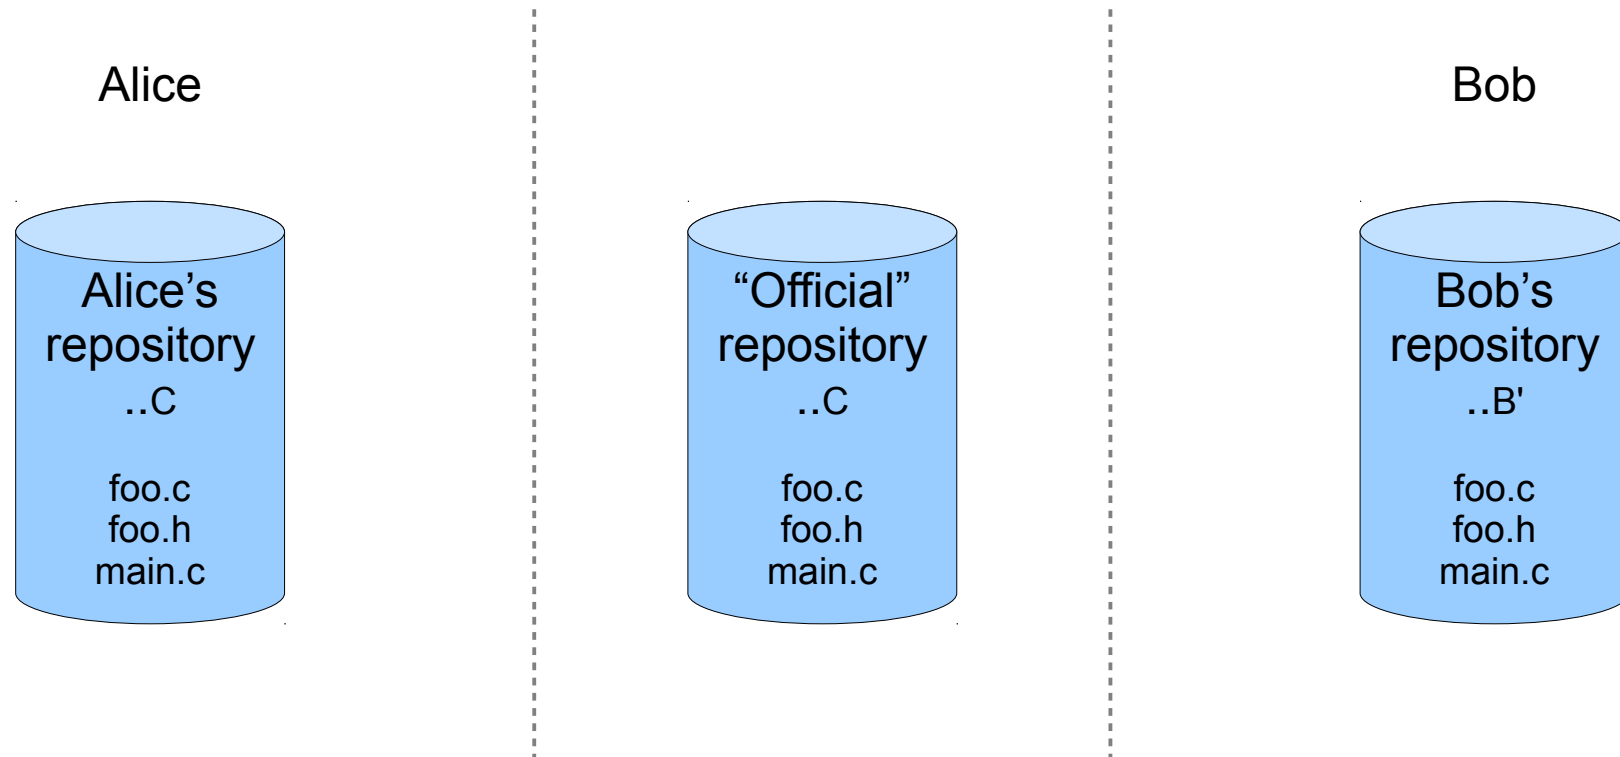 Alice
Bob
Alice’s
repository
..C
foo.c
foo.h
main.c
“Official”
repository
..C
foo.c
foo.h
main.c
Bob’s
repository
..B'
foo.c
foo.h
main.c